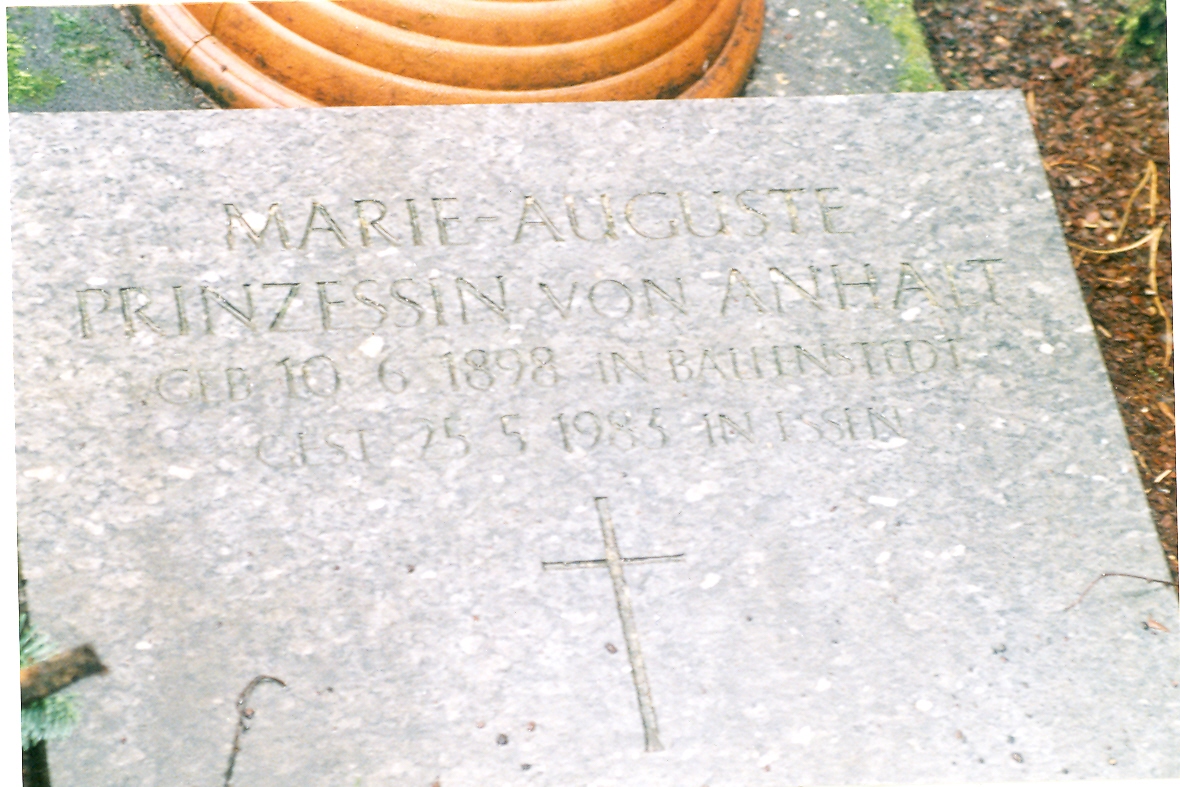 MARIE-AUGUSTE
PRINZESSIN VON ANHALT
GEB 10 6 1898 IN BALLENSTEDT
GEST 25 5 1983 IN ESSEN